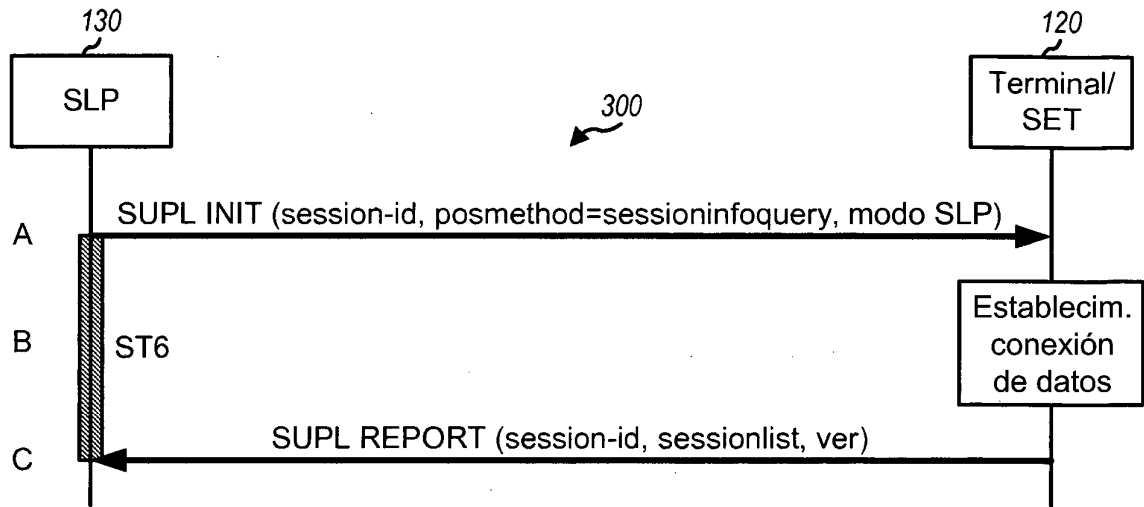 130
SLP
120
Terminal/
SET
300
A
SUPL INIT (session-id, posmethod=sessioninfoquery, modo SLP)
B
ST6
Establecim.
conexión
de datos
C
SUPL REPORT (session-id, sessionlist, ver)